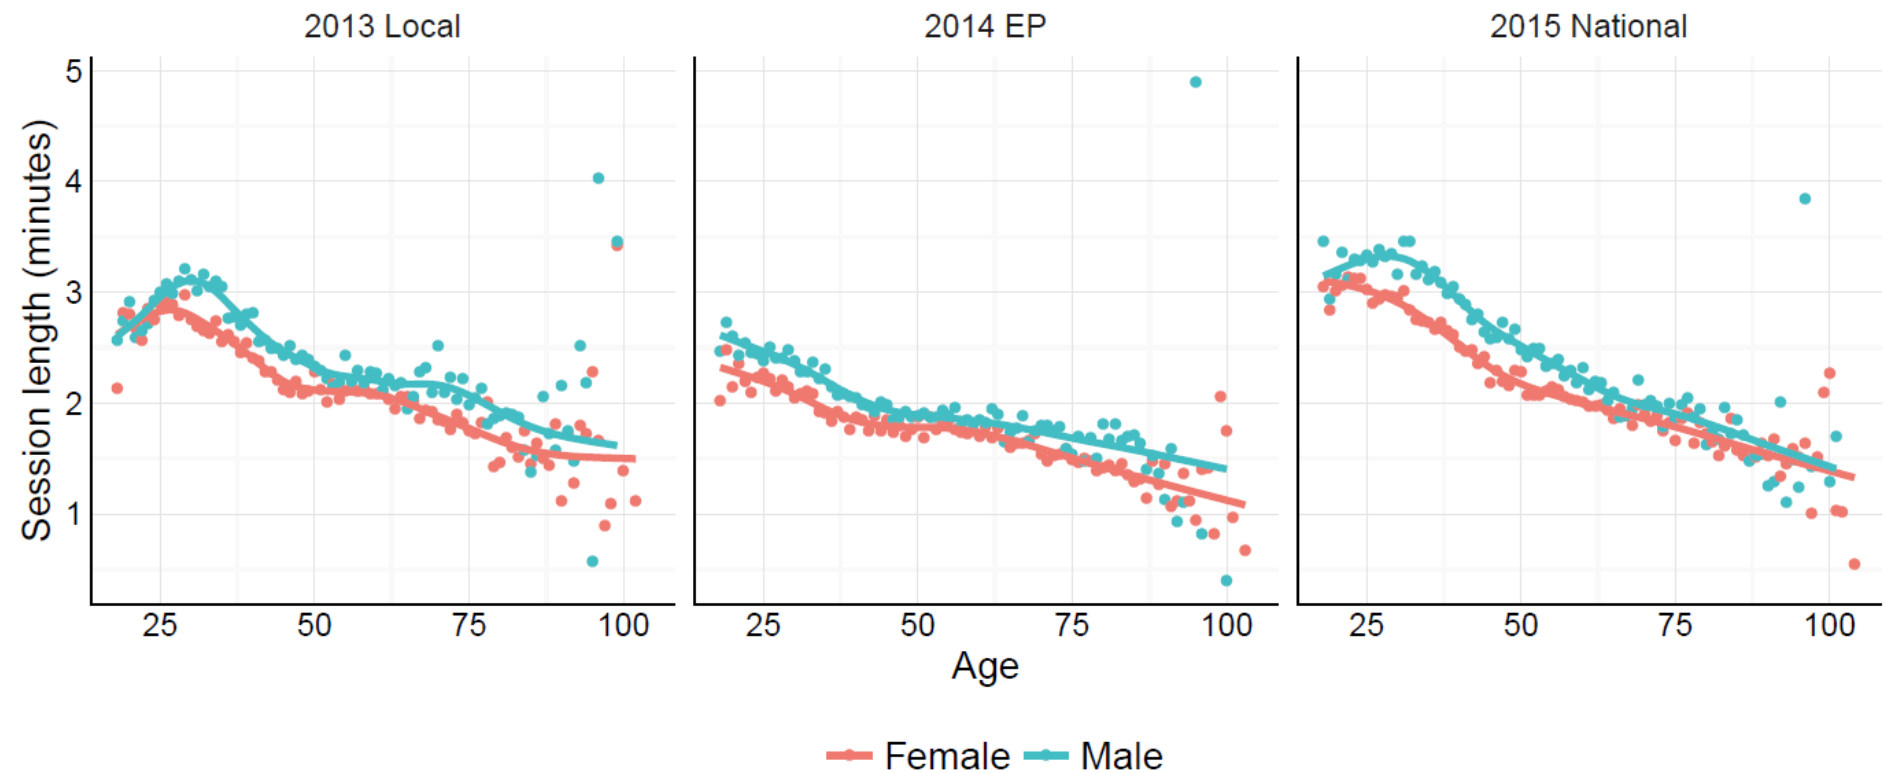 2013 Local 2014 EP 2015 National
Session length (minutes)
5
4
3
2
1
25 50 75 100 25 50 75 100 25 50 75 100
Age
Female Male